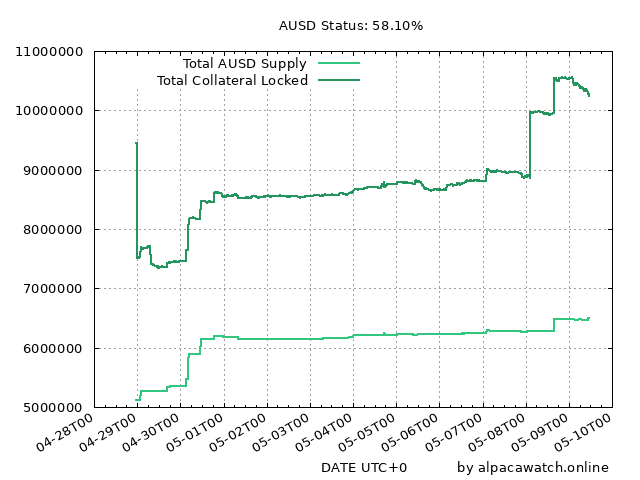 AUSD Status: 58.10%
11000000
10000000
9000000
8000000
7000000
6000000
5000000
Total AUSD Supply
Total Collateral Locked
04-28T00
04-29T00
04-30T00
05-01T00
05-02T00
05-03T00
05-04T00
05-05T00
05-06T00
05-07T00
05-08T00
05-09T00
05-10T00
DATE UTC+0
by alpacawatch.online